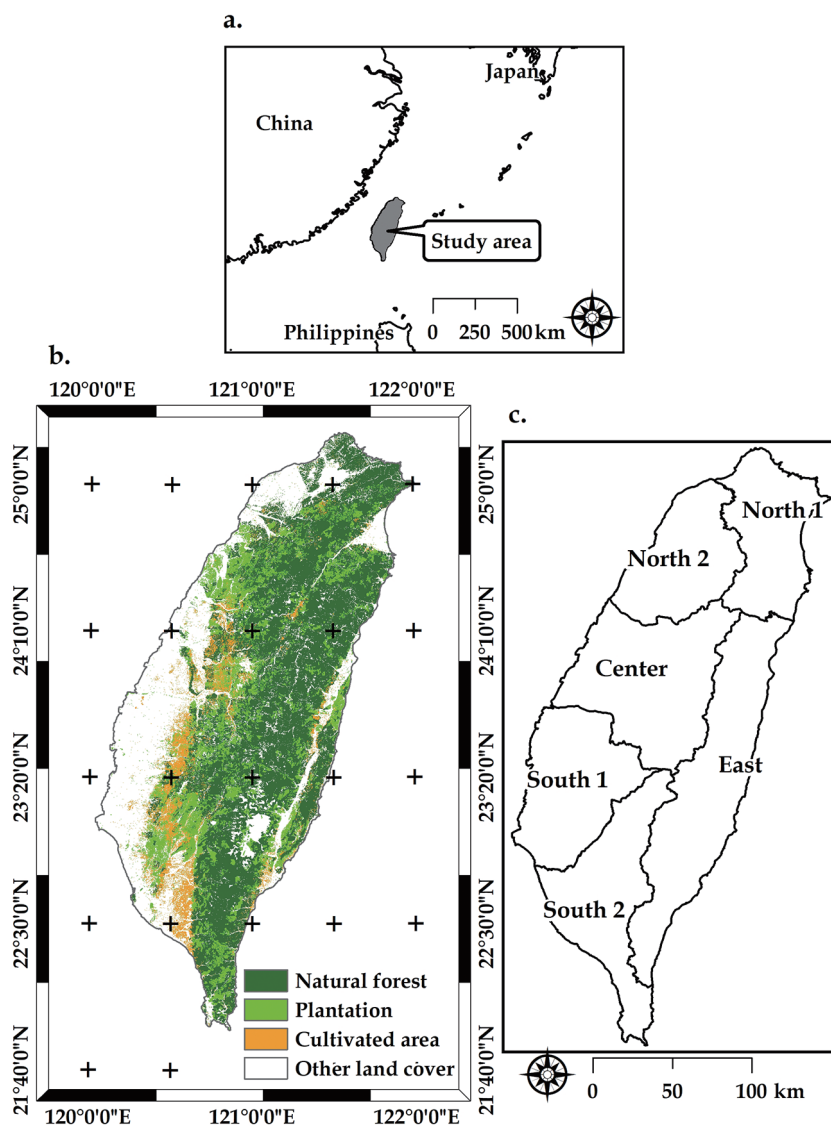 a.
China
Japan
Study area
Philippines
0 250 500 km
b.
120°0'0"E 121°0'0"E 122°0'0"E
25°0'0"N
24°10'0"N
23°20'0"N
22°30'0"N
21°40'0"N
25°0'0"N
24°10'0"N
23°20'0"N
22°30'0"N
21°40'0"N
Natural forest
Plantation
Cultivated area
Other land cover
120°0'0"E 121°0'0"E 122°0'0"E
c.
North 1
North 2
Center
East
South 1
South 2
0 50 100 km